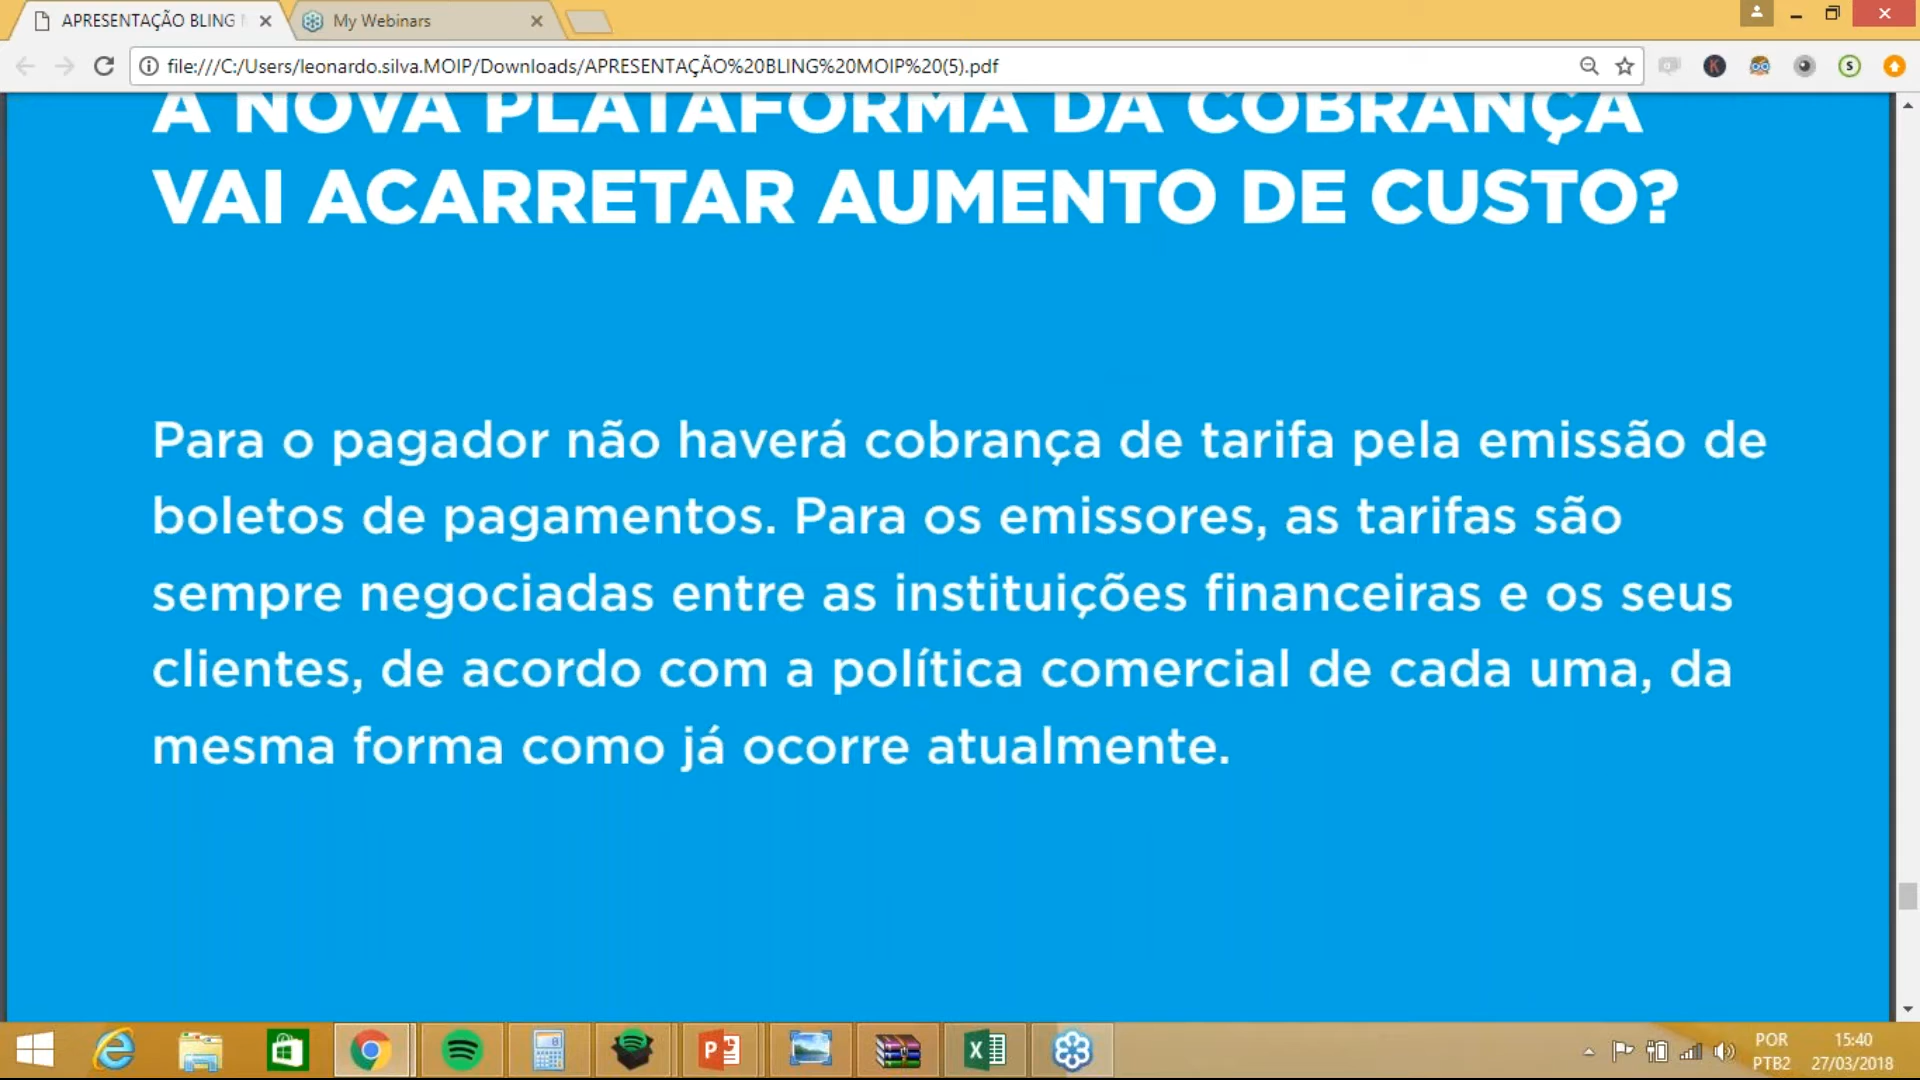 APRESENTAÇÃO BLING
My Webinars
file:///C:/Users/leonardo.silva.MOIP/Downloads/APRESENTAÇÃO%20BLING%20MOIP%20(5).pdf
A NOVA PLATAFORMA DA COBRANÇA
VAI ACARRETAR AUMENTO DE CUSTO?
Para o pagador não haverá cobrança de tarifa pela emissão de
boletos de pagamentos. Para os emissores, as tarifas são
sempre negociadas entre as instituições financeiras e os seus
clientes, de acordo com a política comercial de cada uma, da
mesma forma como já ocorre atualmente.
POR 15:40
PTB2 27/03/2018